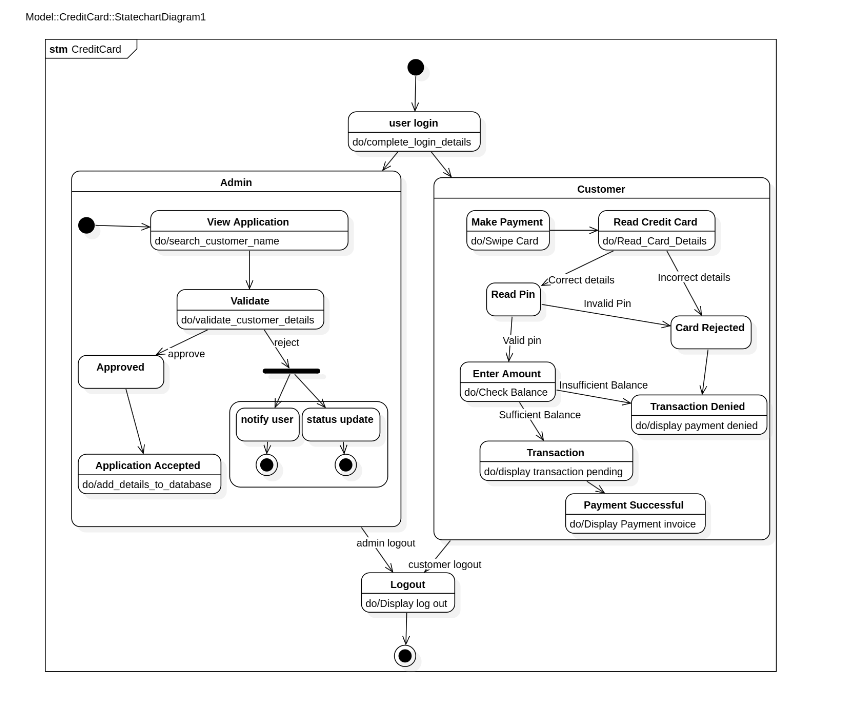 Model::CreditCard::StatechartDiagram1
stm CreditCard
user login
do/complete_login_details
Admin
View Application
do/search_customer_name
Validate
do/validate_customer_details
approve
reject
Approved
notify user
status update
Application Accepted
do/add_details_to_database
Customer
Make Payment
do/Swipe Card
Read Credit Card
do/Read_Card_Details
Correct details
Incorrect details
Read Pin
Invalid Pin
Card Rejected
Valid pin
Enter Amount
do/Check Balance
Insufficient Balance
Sufficient Balance
Transaction Denied
do/display payment denied
Transaction
do/display transaction pending
Payment Successful
do/Display Payment invoice
admin logout
customer logout
Logout
do/Display log out